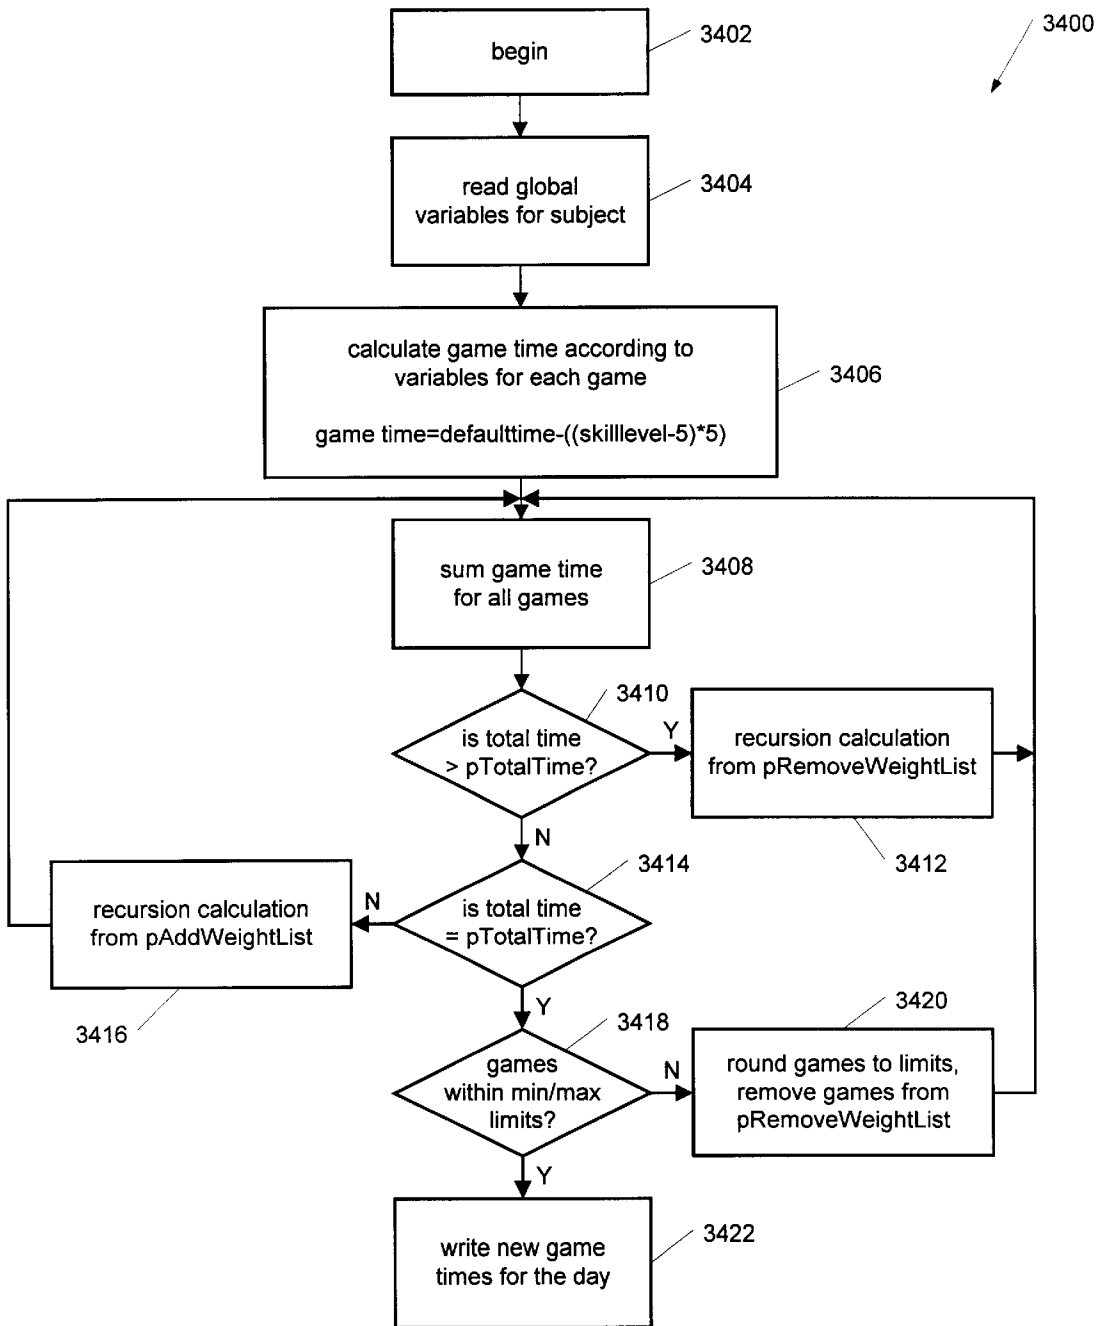 3400
begin
3402
read global
variables for subject
3404
calculate game time according to
variables for each game
game time=defaulttime-((skilllevel-5)*5)
3406
sum game time
for all games
3408
is total time
> pTotalTime?
3410
Y
recursion calculation
from pRemoveWeightList
3412
N
is total time
= pTotalTime?
3414
N
recursion calculation
from pAddWeightList
3416
Y
games
within min/max
limits?
3418
N
round games to limits,
remove games from
pRemoveWeightList
3420
Y
write new game
times for the day
3422